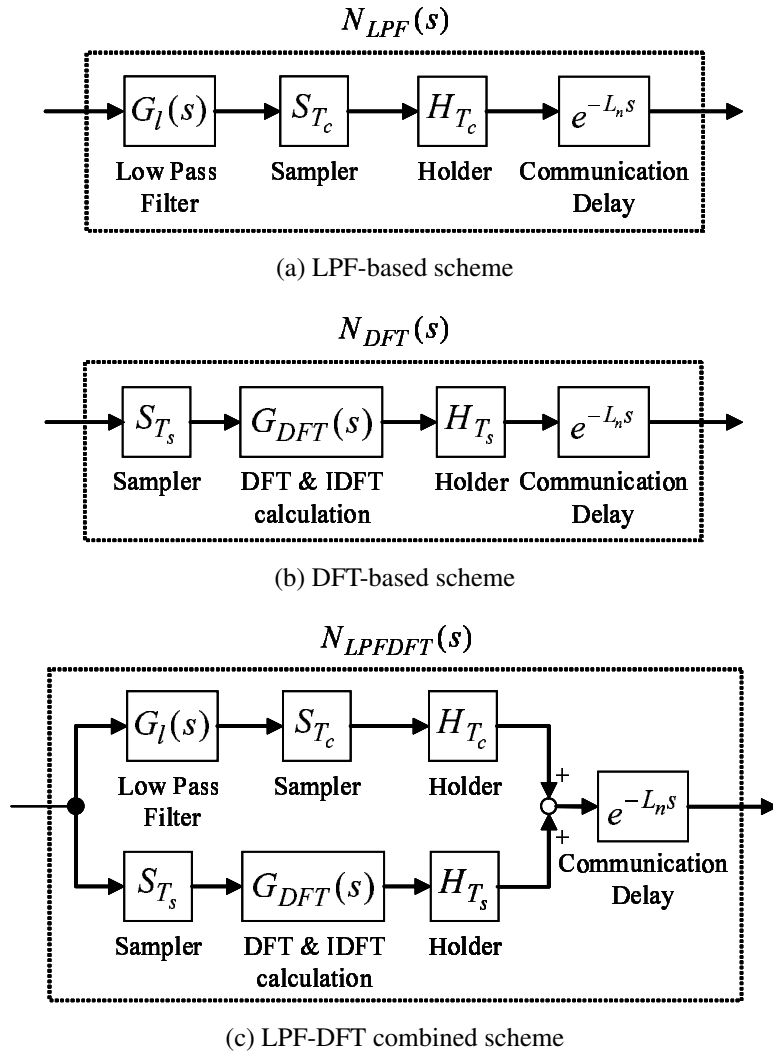 N_{LPF}(s)
G_l(s) S_{T_c} H_{T_c} e^{-L_n s}
Low Pass Filter Sampler Holder Communication Delay
(a) LPF-based scheme
N_{DFT}(s)
S_{T_s} G_{DFT}(s) H_{T_s} e^{-L_n s}
Sampler DFT & IDFT calculation Holder Communication Delay
(b) DFT-based scheme
N_{LPFDFT}(s)
G_l(s) S_{T_c} H_{T_c}
Low Pass Filter Sampler Holder
+
+
e^{-L_n s}
Communication Delay
S_{T_s} G_{DFT}(s) H_{T_s}
Sampler DFT & IDFT calculation Holder
(c) LPF-DFT combined scheme